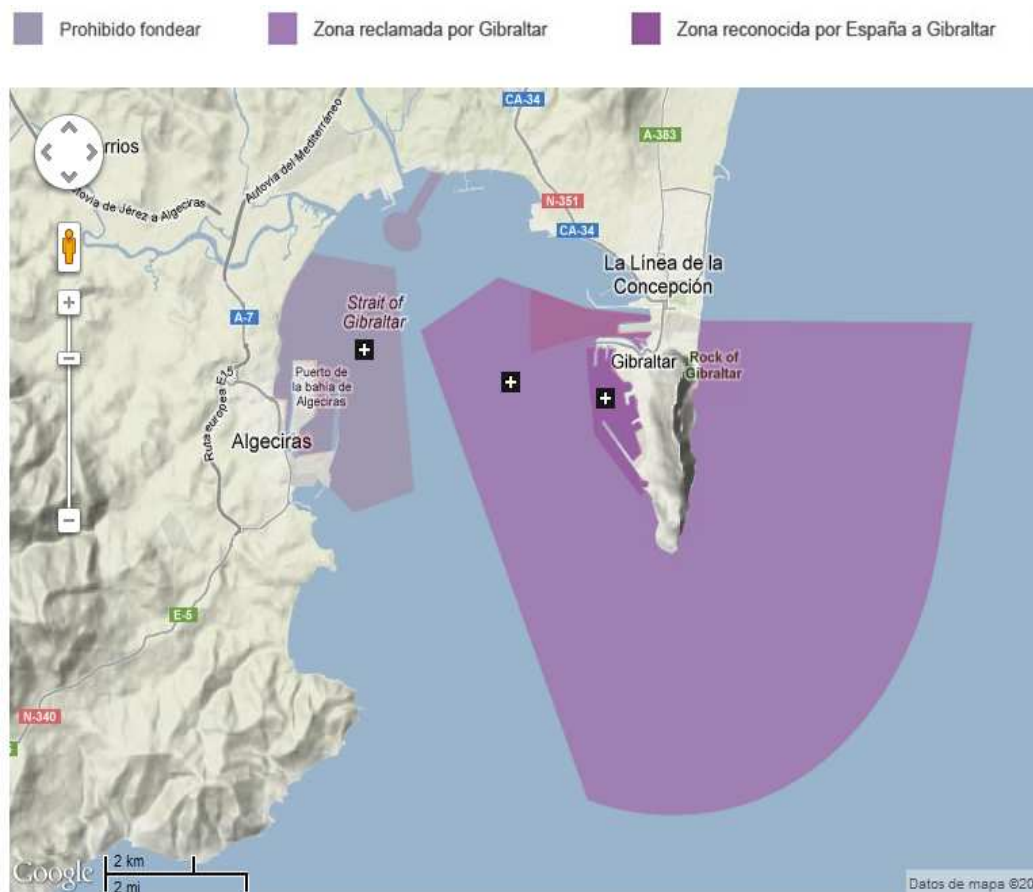 Prohibido fondear
Zona reclamada por Gibraltar
Zona reconocida por España a Gibraltar
CA-34
A-383
rrios
Autovía del Mediterráneo
ovia de Jérez a Algeciras
N-351
CA-34
La Línea de la
Concepción
Strait of
Gibraltar
A-7
Gibraltar
Rock of
Gibraltar
Puerto de
la bahía de
Algeciras
Ruta europea E-15
Algeciras
E-5
N-340
Google
2 km
2 mi
Datos de mapa ©20